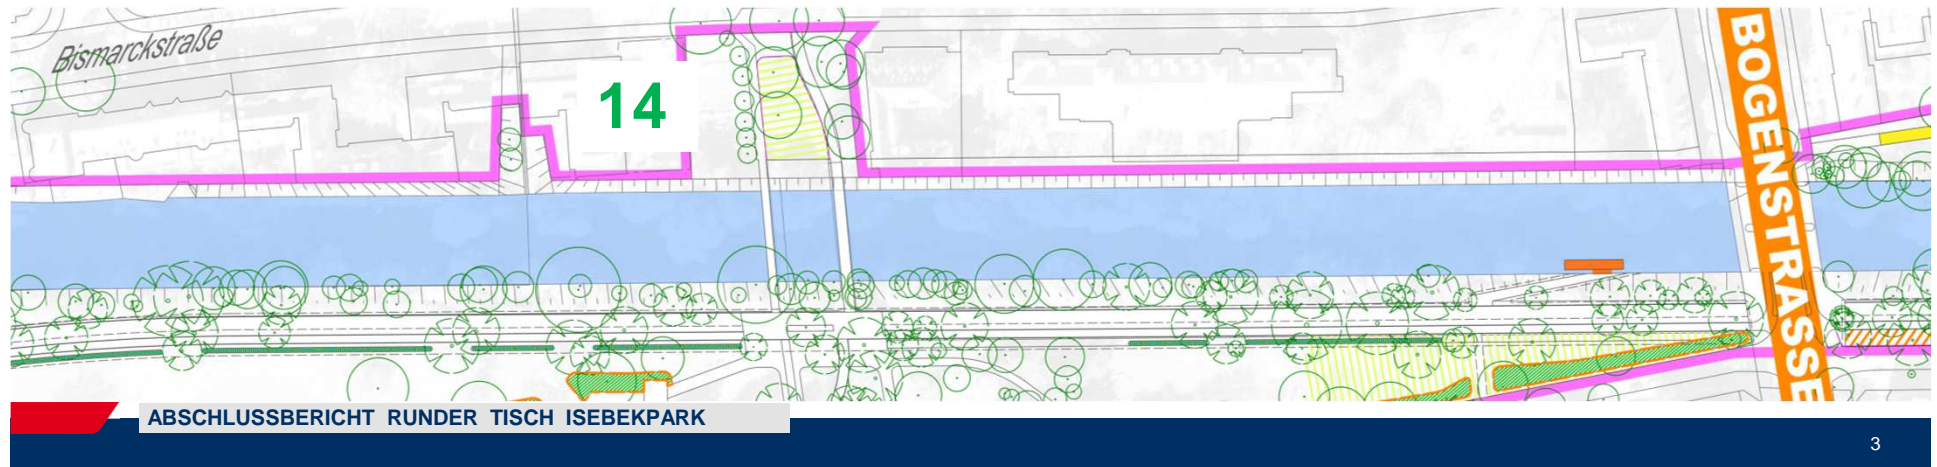 Bismarckstraße
14
BOGENSTRASSE
ABSCHLUSSBERICHT RUNDER TISCH ISEBEKPARK
3